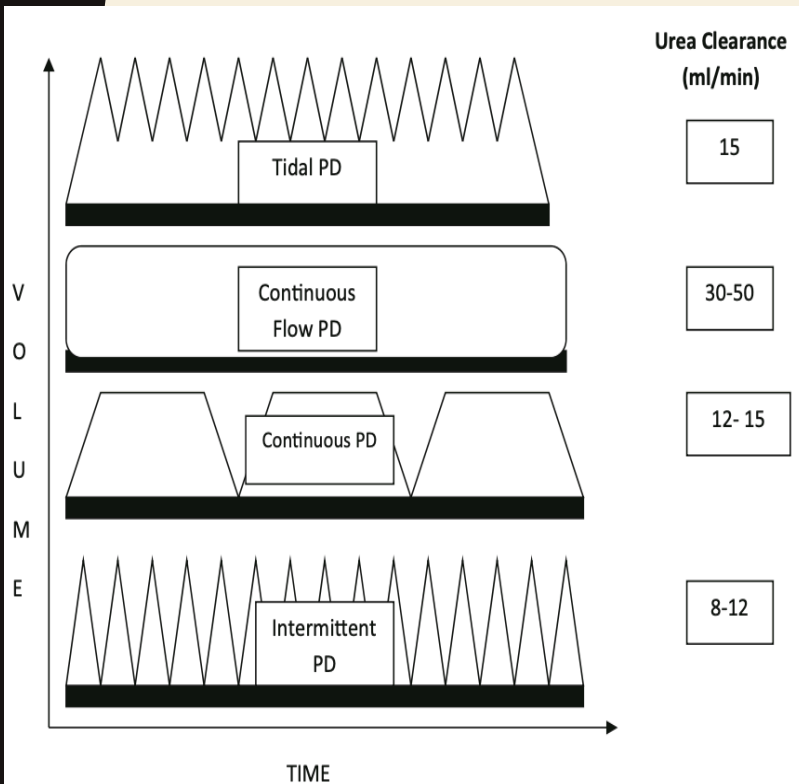 Urea Clearance
(ml/min)
Tidal PD
15
Continuous
Flow PD
30-50
Continuous PD
12- 15
Intermittent
PD
8-12
V
O
L
U
M
E
TIME